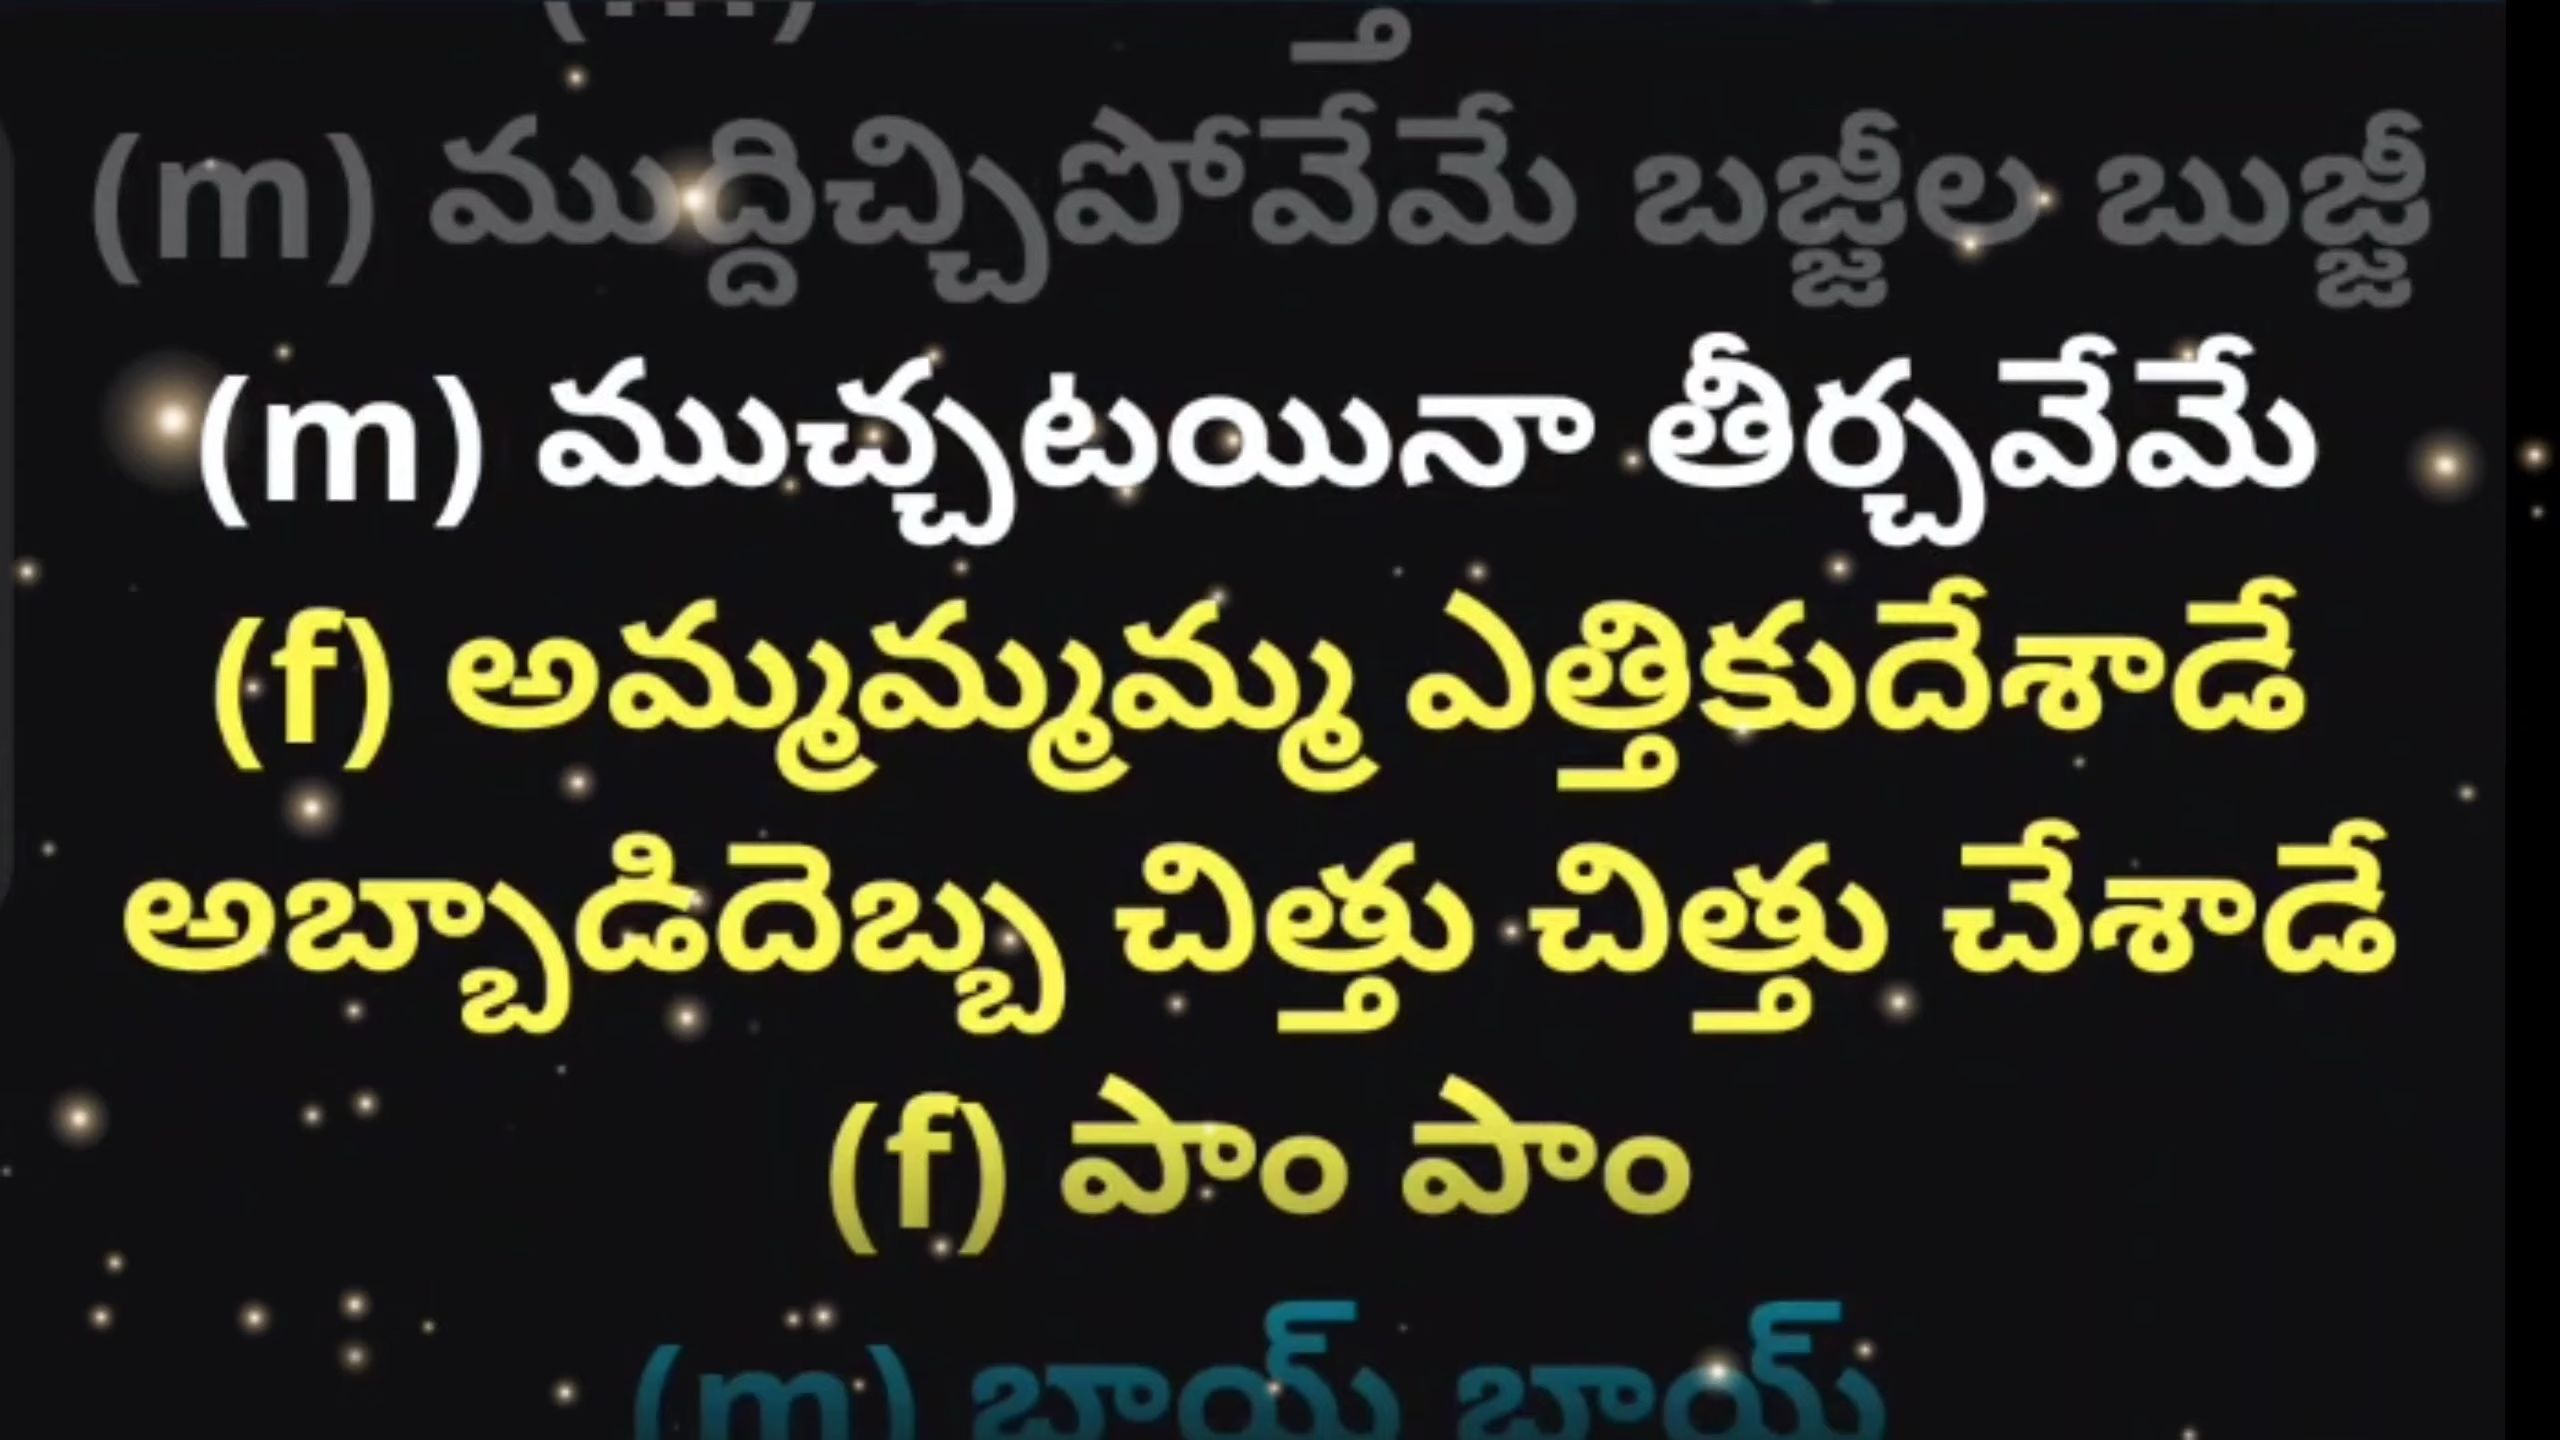 (m) ముద్దిచ్చిపోవేమే బజ్జీల బుజ్జీ
(m) ముచ్చటయినా తీర్చవేమే
(f) అమ్మమ్మమ్మ ఎత్తికుదేశాడే
అబ్బాడిదెబ్బ చిత్తు చిత్తు చేశాడే
(f) పాం పాం
(m) బాయ్ బాయ్